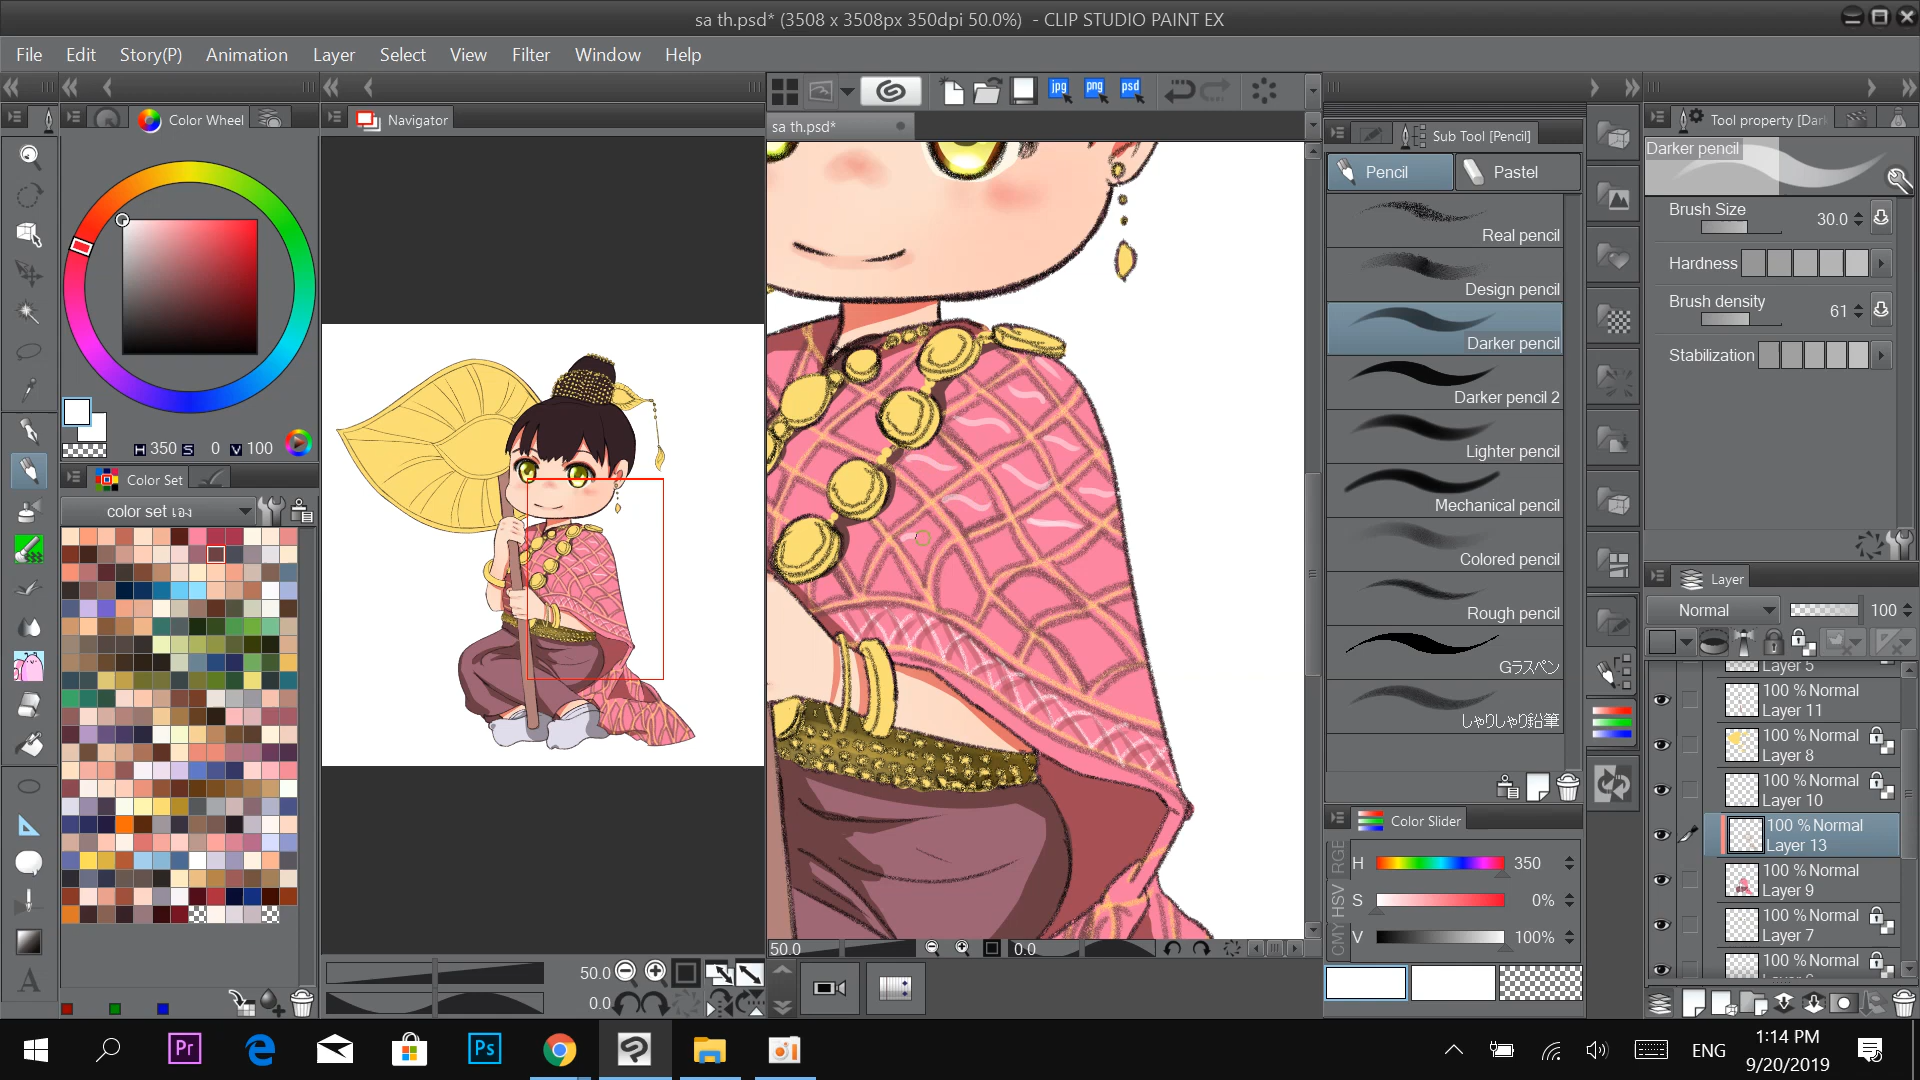 sa th.psd* (3508 x 3508px 350dpi 50.0%) - CLIP STUDIO PAINT EX
File Edit Story(P) Animation Layer Select View Filter Window Help
jpg png psd
Color Wheel
Navigator
sa th.psd*
Sub Tool [Pencil]
Tool property [Dar
Pencil Pastel
Darker pencil
Real pencil
Design pencil
Darker pencil
Darker pencil 2
Lighter pencil
Mechanical pencil
Colored pencil
Rough pencil
Gラスペン
しゃりしゃり鉛筆
Brush Size 30.0
Hardness
Brush density 61
Stabilization
H 350 S 0 V 100
Color Set
color set เอง
Layer
Normal 100
Layer 5
100 % Normal
Layer 11
100 % Normal
Layer 8
100 % Normal
Layer 10
100 % Normal
Layer 13
100 % Normal
Layer 9
100 % Normal
Layer 7
100 % Normal
Color Slider
RGB
HSV
CMY
H 350
S 0%
V 100%
50.0 0.0
50.0
0.0
A
Pr
Ps
ENG
1:14 PM
9/20/2019